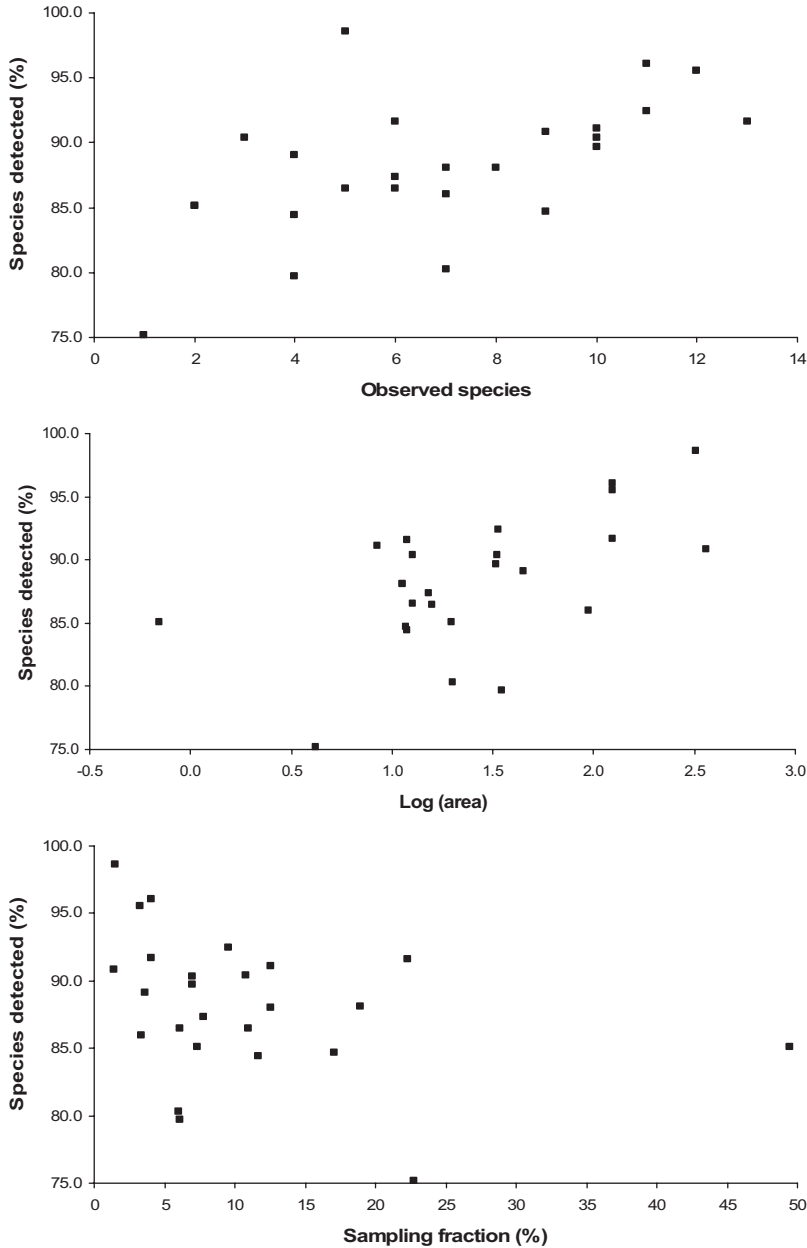 100.0
95.0
90.0
85.0
80.0
75.0
Species detected (%)
0 2 4 6 8 10 12 14
Observed species
100.0
95.0
90.0
85.0
80.0
75.0
Species detected (%)
-0.5 0.0 0.5 1.0 1.5 2.0 2.5 3.0
Log (area)
100.0
95.0
90.0
85.0
80.0
75.0
Species detected (%)
0 5 10 15 20 25 30 35 40 45 50
Sampling fraction (%)